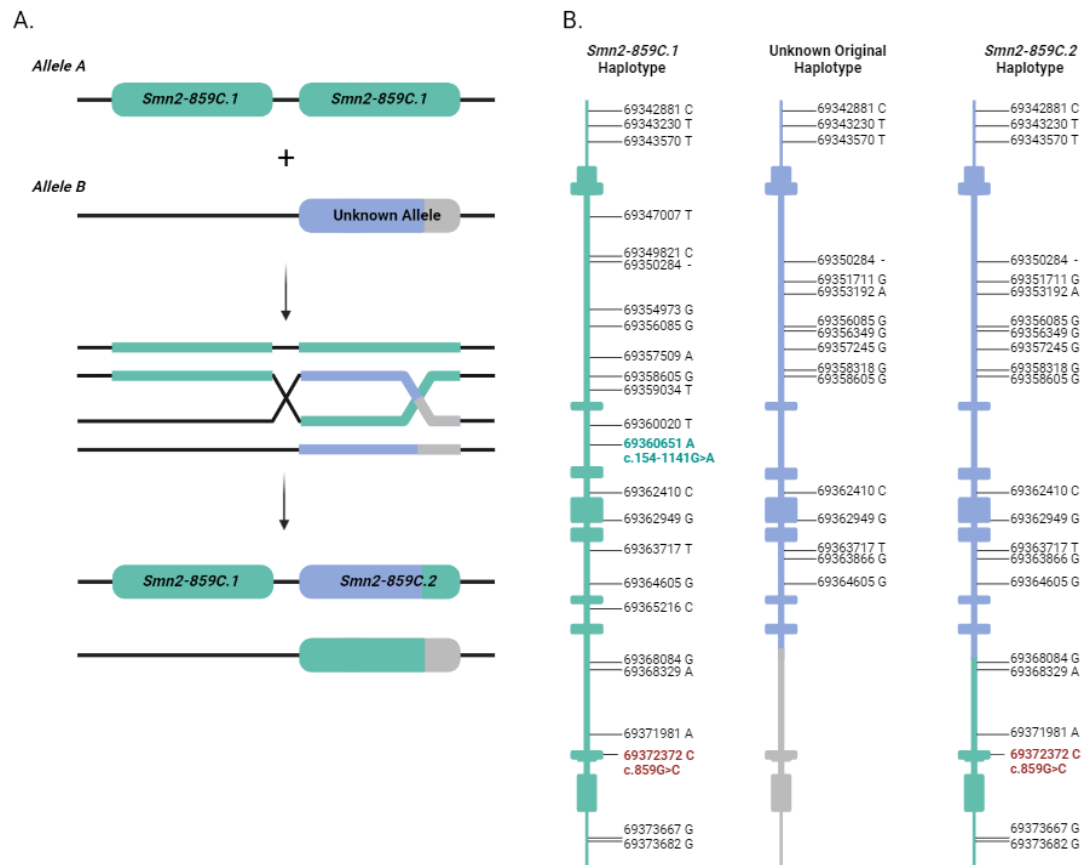 A.
Allele A
Smn2-859C.1
Smn2-859C.1
+
Allele B
Unknown Allele
Smn2-859C.1
Smn2-859C.2
B.
Smn2-859C.1
Haplotype
69342881 C
69343230 T
69343570 T
69347007 T
69349821 C
69350284 -
69354973 G
69356085 G
69357509 A
69358605 G
69359034 T
69360020 T
69360651 A
c.154-1141G>A
69362410 C
69362949 G
69363717 T
69364605 G
69365216 C
69368084 G
69368329 A
69371981 A
69372372 C
c.859G>C
69373667 G
69373682 G
Unknown Original
Haplotype
69342881 C
69343230 T
69343570 T
69350284 -
69351711 G
69353192 A
69356085 G
69356349 G
69357245 G
69358318 G
69358605 G
69362410 C
69362949 G
69363717 T
69363866 G
69364605 G
Smn2-859C.2
Haplotype
69342881 C
69343230 T
69343570 T
69350284 -
69351711 G
69353192 A
69356085 G
69356349 G
69357245 G
69358318 G
69358605 G
69362410 C
69362949 G
69363717 T
69363866 G
69364605 G
69368084 G
69368329 A
69371981 A
69372372 C
c.859G>C
69373667 G
69373682 G